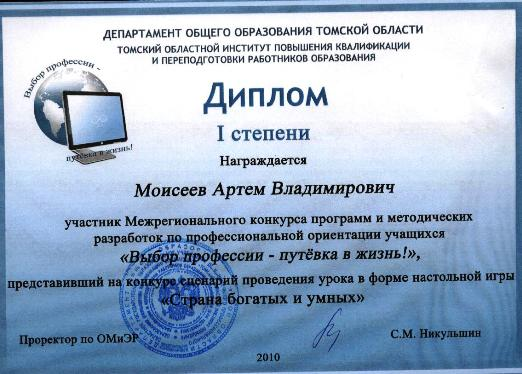 ДЕПАРТАМЕНТ ОБЩЕГО ОБРАЗОВАНИЯ ТОМСКОЙ ОБЛАСТИ
ТОМСКИЙ ОБЛАСТНОЙ ИНСТИТУТ ПОВЫШЕНИЯ КВАЛИФИКАЦИИ
И ПЕРЕПОДГОТОВКИ РАБОТНИКОВ ОБРАЗОВАНИЯ
Выбор профессии -
путёвка в жизнь!
Диплом
I степени
Награждается
Моисеев Артем Владимирович
участник Межрегионального конкурса программ и методических
разработок по профессиональной ориентации учащихся
«Выбор профессии - путёвка в жизнь!»,
представивший на конкурс сценарий проведения урока в форме настольной игры
«Страна богатых и умных»
Проректор по ОМиЭР
С.М. Никульшин
2010